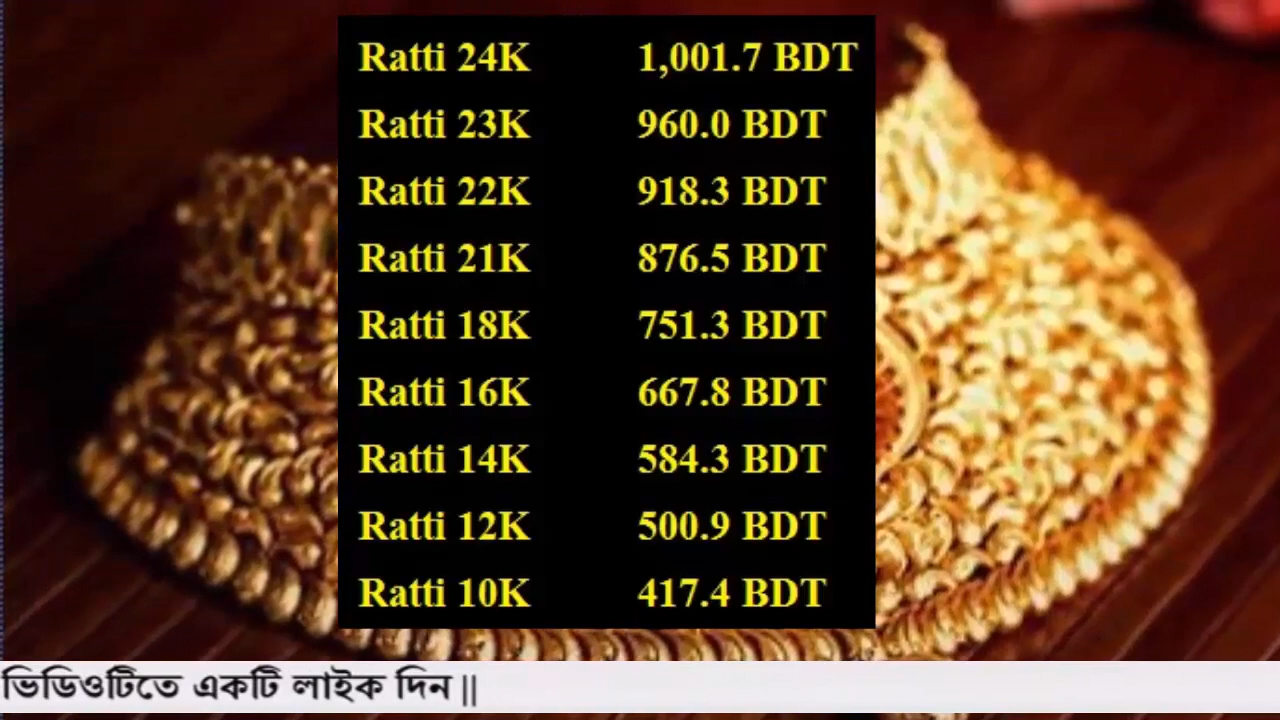 Ratti 24K 1,001.7 BDT
Ratti 23K 960.0 BDT
Ratti 22K 918.3 BDT
Ratti 21K 876.5 BDT
Ratti 18K 751.3 BDT
Ratti 16K 667.8 BDT
Ratti 14K 584.3 BDT
Ratti 12K 500.9 BDT
Ratti 10K 417.4 BDT
ভিডিওটিতে একটি লাইক দিন ||